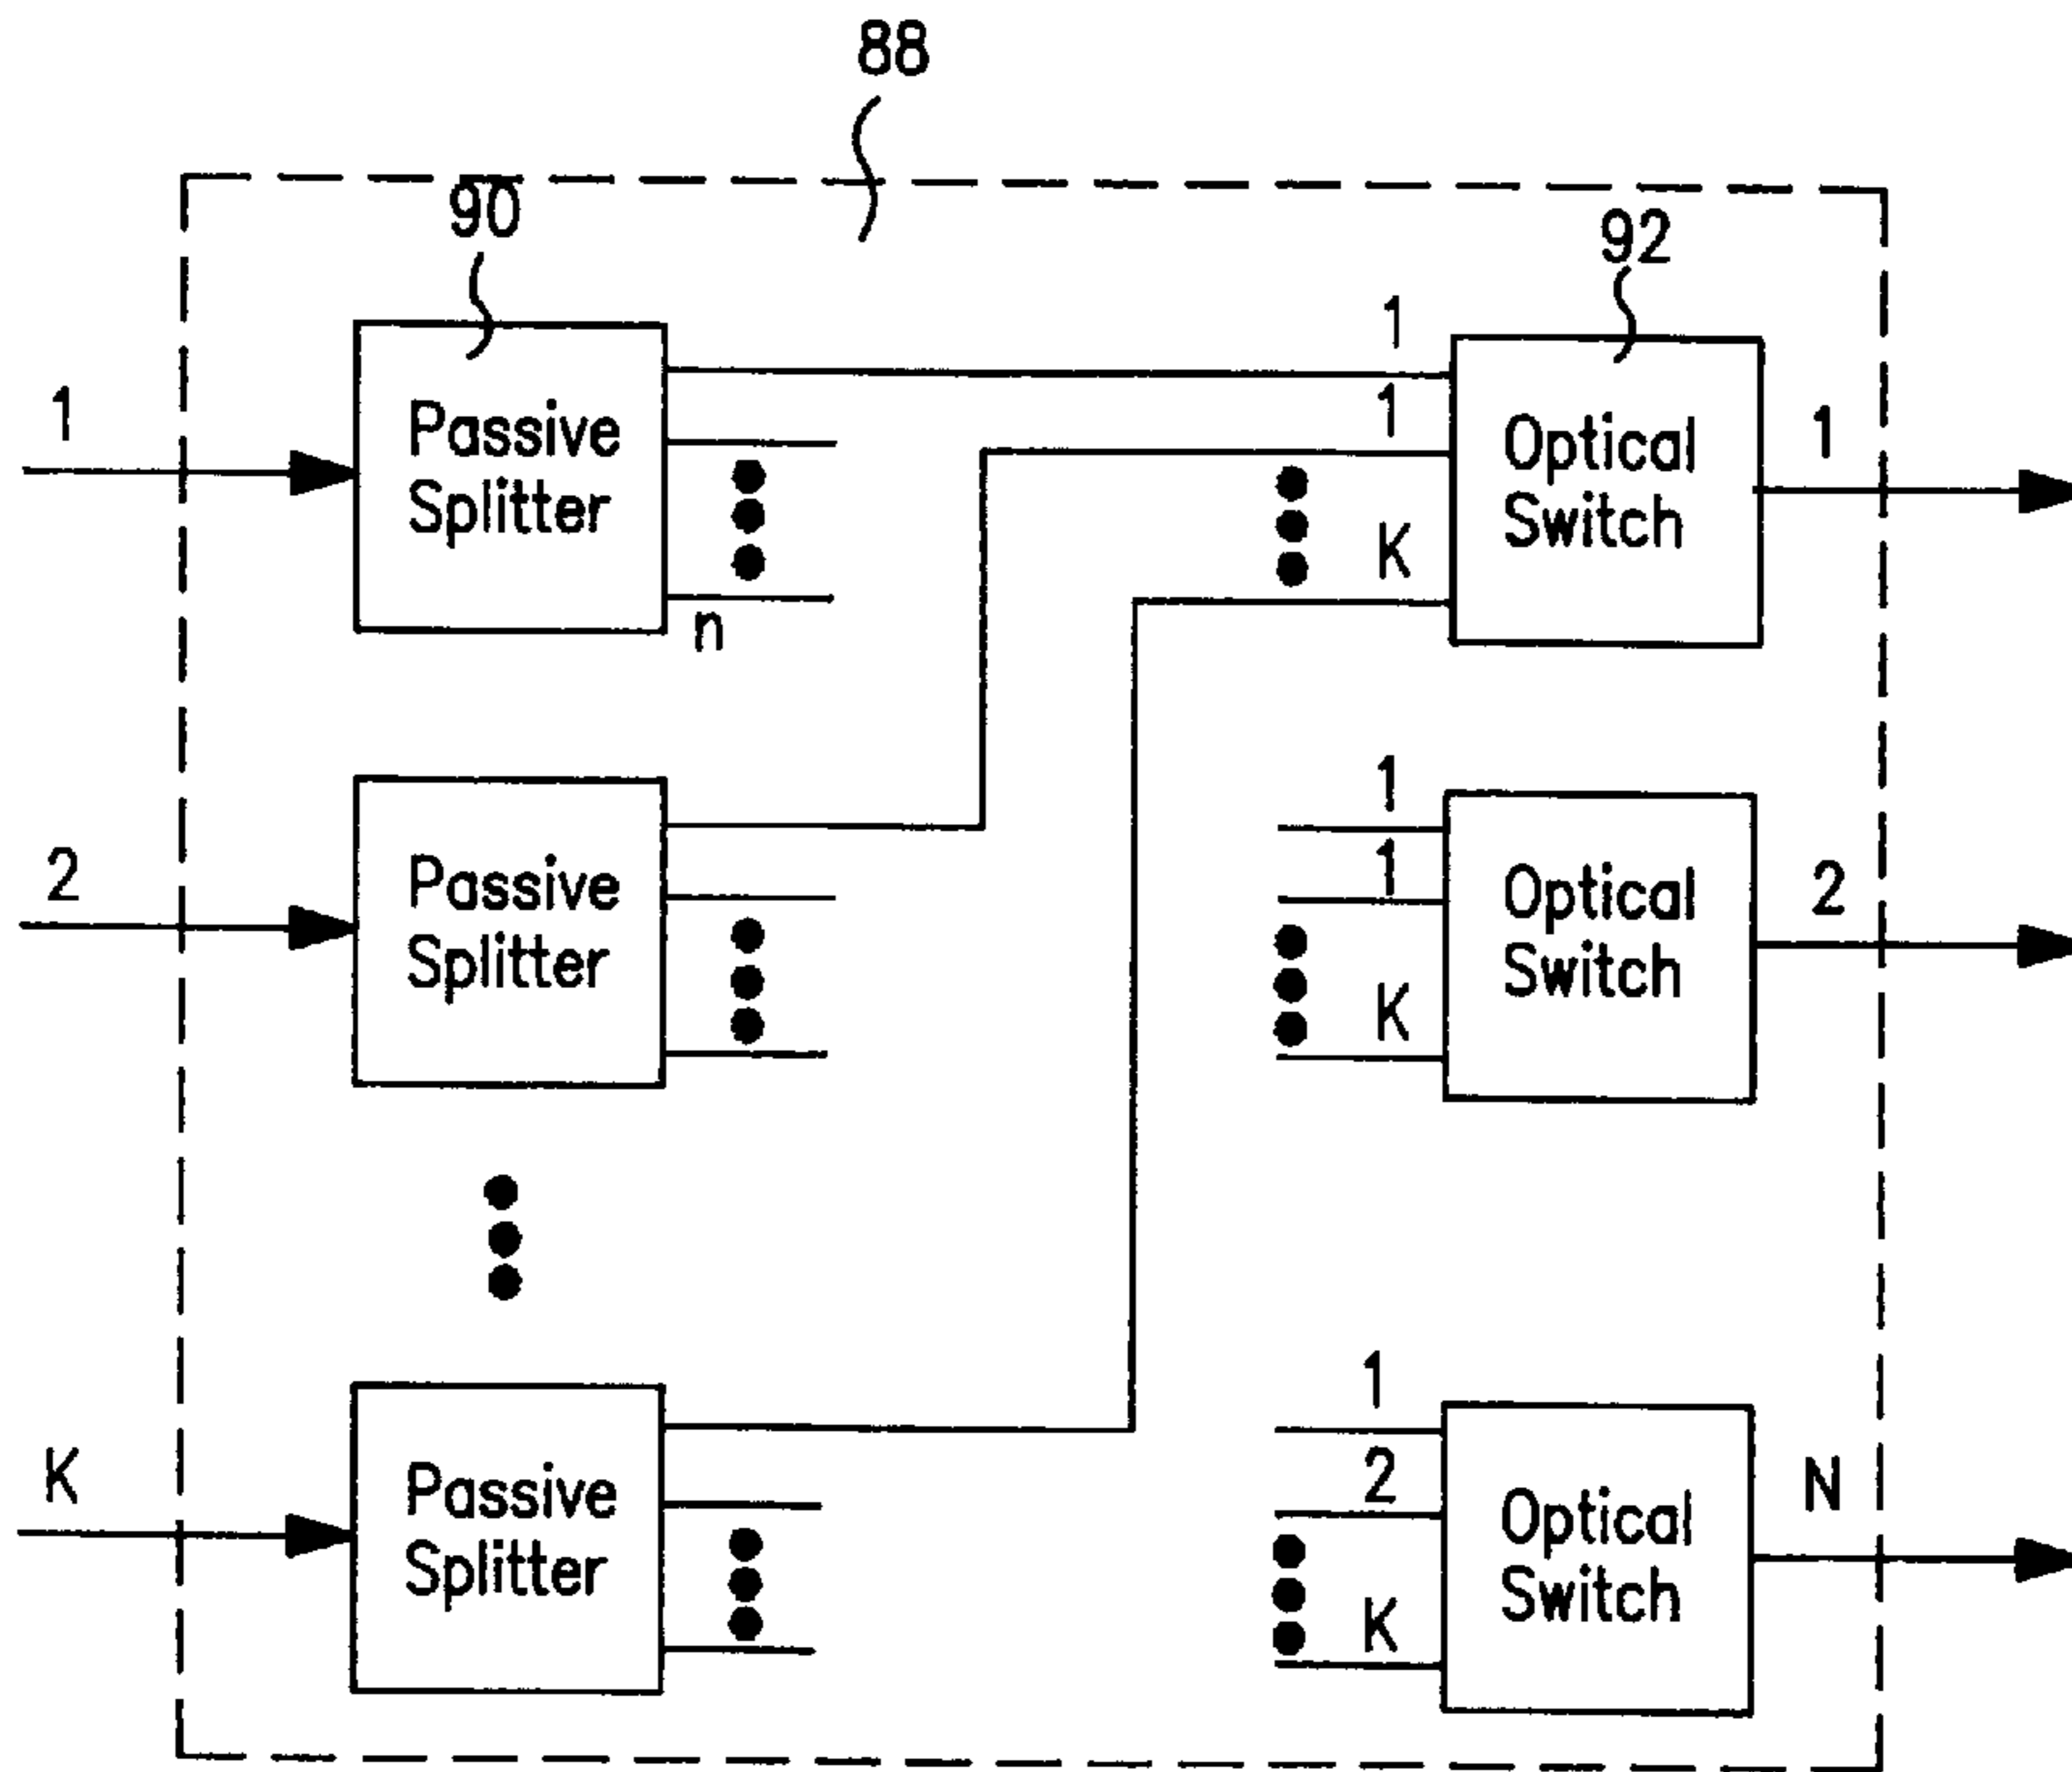 88
90
92
1
Passive
Splitter
n
1
1
K
Optical
Switch
1
2
Passive
Splitter
1
1
K
Optical
Switch
2
K
Passive
Splitter
1
2
K
Optical
Switch
N